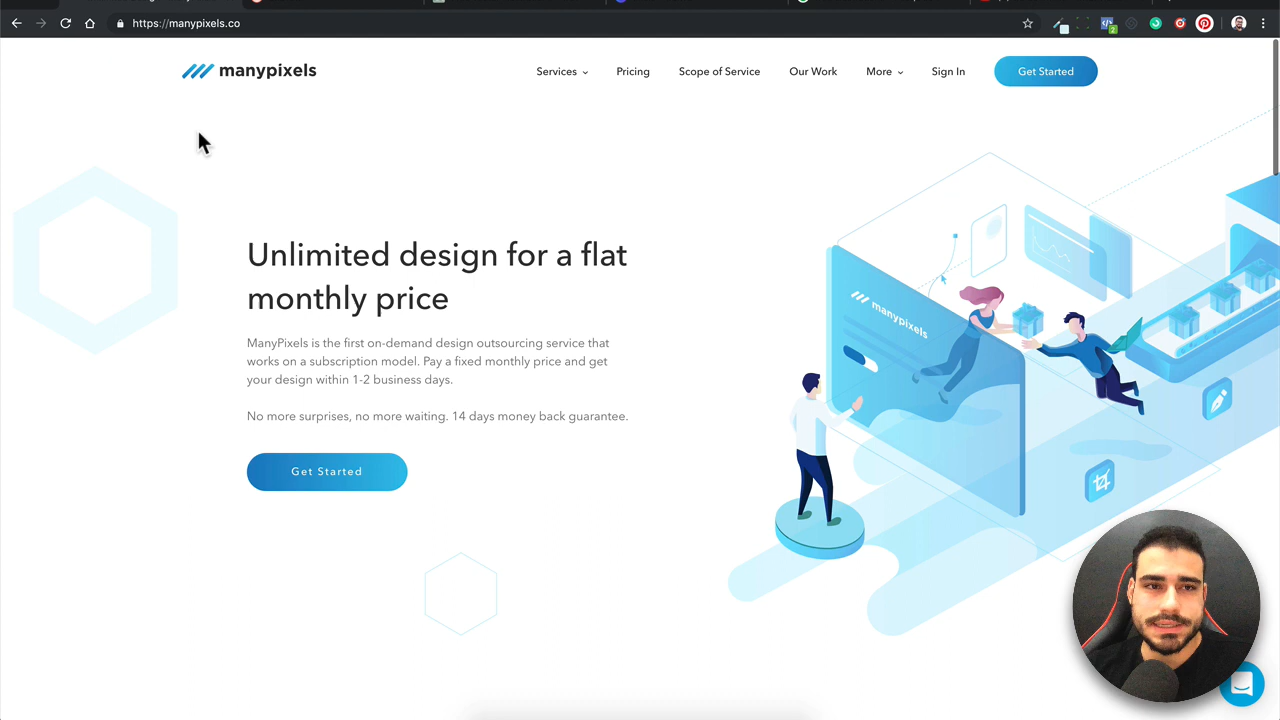 https://manypixels.co
2
manypixels
Services
Pricing
Scope of Service
Our Work
More
Sign In
Get Started
Unlimited design for a flat
monthly price
ManyPixels is the first on-demand design outsourcing service that
works on a subscription model. Pay a fixed monthly price and get
your design within 1-2 business days.
No more surprises, no more waiting. 14 days money back guarantee.
Get Started
manypixels